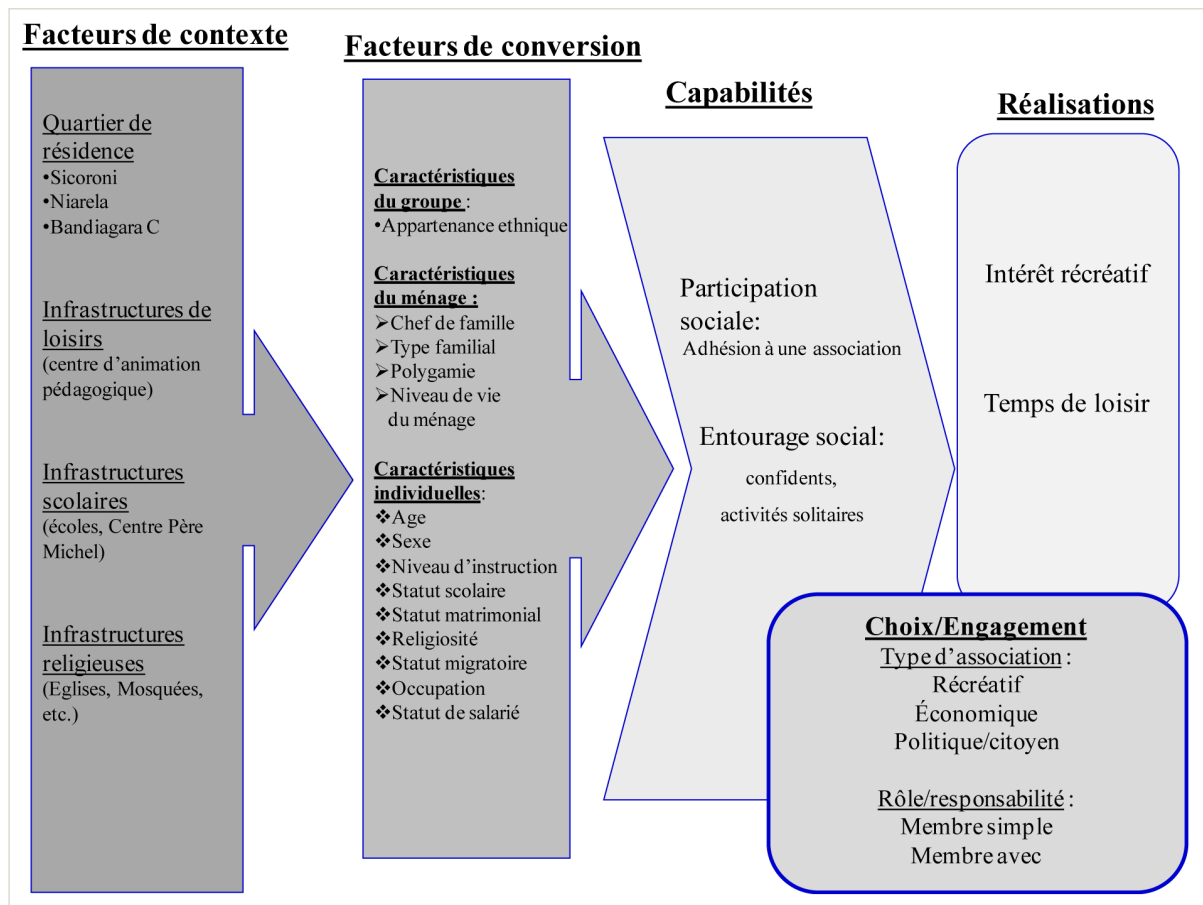 Facteurs de contexte
Quartier de
résidence
•Sicoroni
•Niarela
•Bandiagara C
Infrastructures de
loisirs
(centre d’animation
pédagogique)
Infrastructures
scolaires
(écoles, Centre Père
Michel)
Infrastructures
religieuses
(Eglises, Mosquées,
etc.)
Facteurs de conversion
Caractéristiques
du groupe :
•Appartenance ethnique
Caractéristiques
du ménage :
➢Chef de famille
➢Type familial
➢Polygamie
➢Niveau de vie
du ménage
Caractéristiques
individuelles:
❖Age
❖Sexe
❖Niveau d’instruction
❖Statut scolaire
❖Statut matrimonial
❖Religiosité
❖Statut migratoire
❖Occupation
❖Statut de salarié
Capabilités
Participation
sociale:
Adhésion à une association
Entourage social:
confidents,
activités solitaires
Réalisations
Intérêt récréatif
Temps de loisir
Choix/Engagement
Type d’association :
Récréatif
Économique
Politique/citoyen
Rôle/responsabilité :
Membre simple
Membre avec